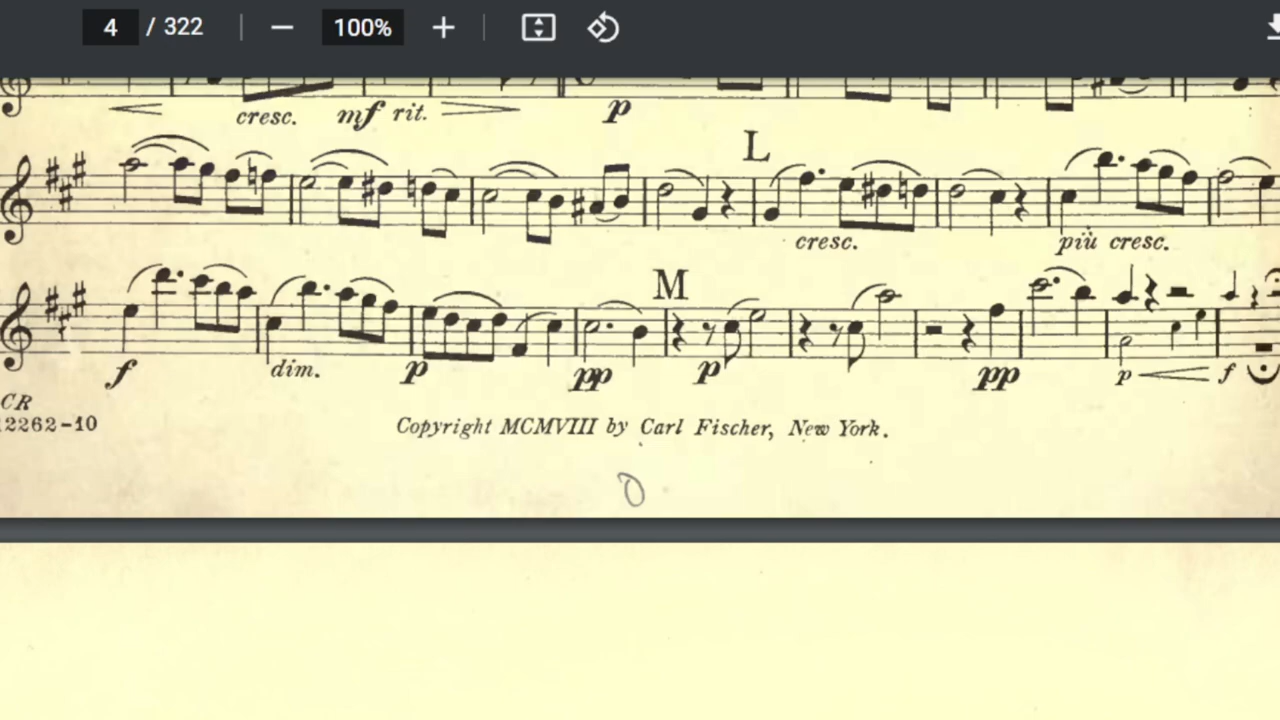 4 / 322 100%
cresc. mf rit. p
L
cresc. più cresc.
M
f dim. p pp p pp p f
CR
12262-10
Copyright MCMVIII by Carl Fischer, New York.
0